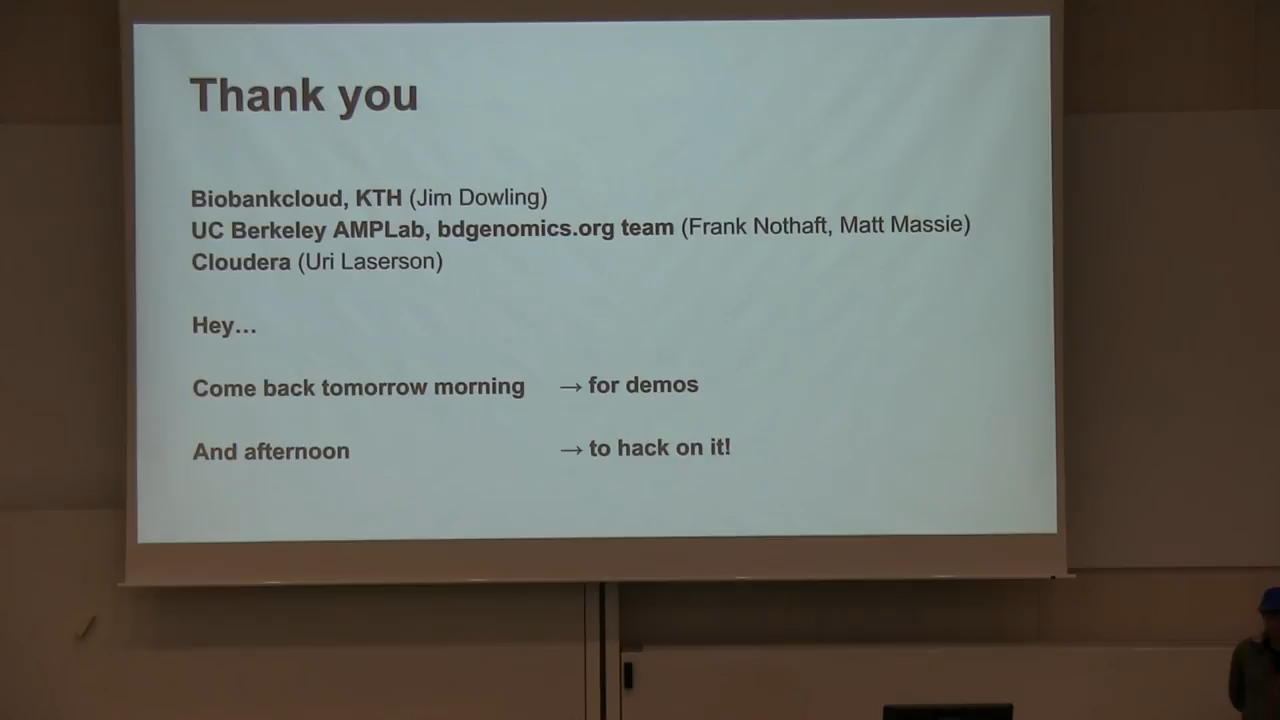 Thank you
Biobankcloud, KTH (Jim Dowling)
UC Berkeley AMPLab, bdgenomics.org team (Frank Nothaft, Matt Massie)
Cloudera (Uri Laserson)
Hey…
Come back tomorrow morning → for demos
And afternoon → to hack on it!